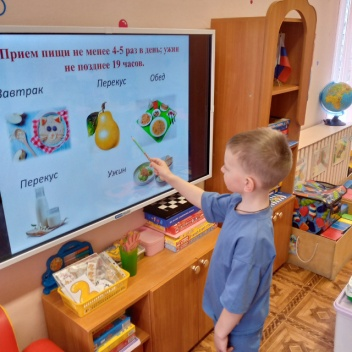 Прием пищи не менее 4-5 раз в день; ужин
не позднее 19 часов.
Завтрак
Перекус
Обед
Перекус
Ужин